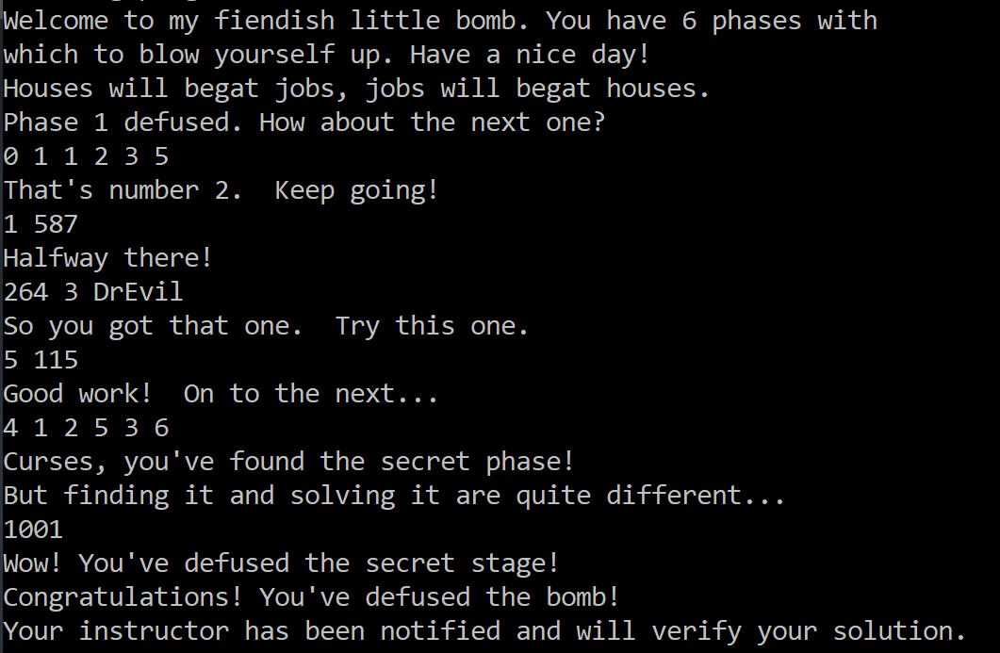 Welcome to my fiendish little bomb. You have 6 phases with
which to blow yourself up. Have a nice day!
Houses will begat jobs, jobs will begat houses.
Phase 1 defused. How about the next one?
0 1 1 2 3 5
That's number 2.  Keep going!
1 587
Halfway there!
264 3 DrEvil
So you got that one.  Try this one.
5 115
Good work!  On to the next...
4 1 2 5 3 6
Curses, you've found the secret phase!
But finding it and solving it are quite different...
1001
Wow! You've defused the secret stage!
Congratulations! You've defused the bomb!
Your instructor has been notified and will verify your solution.